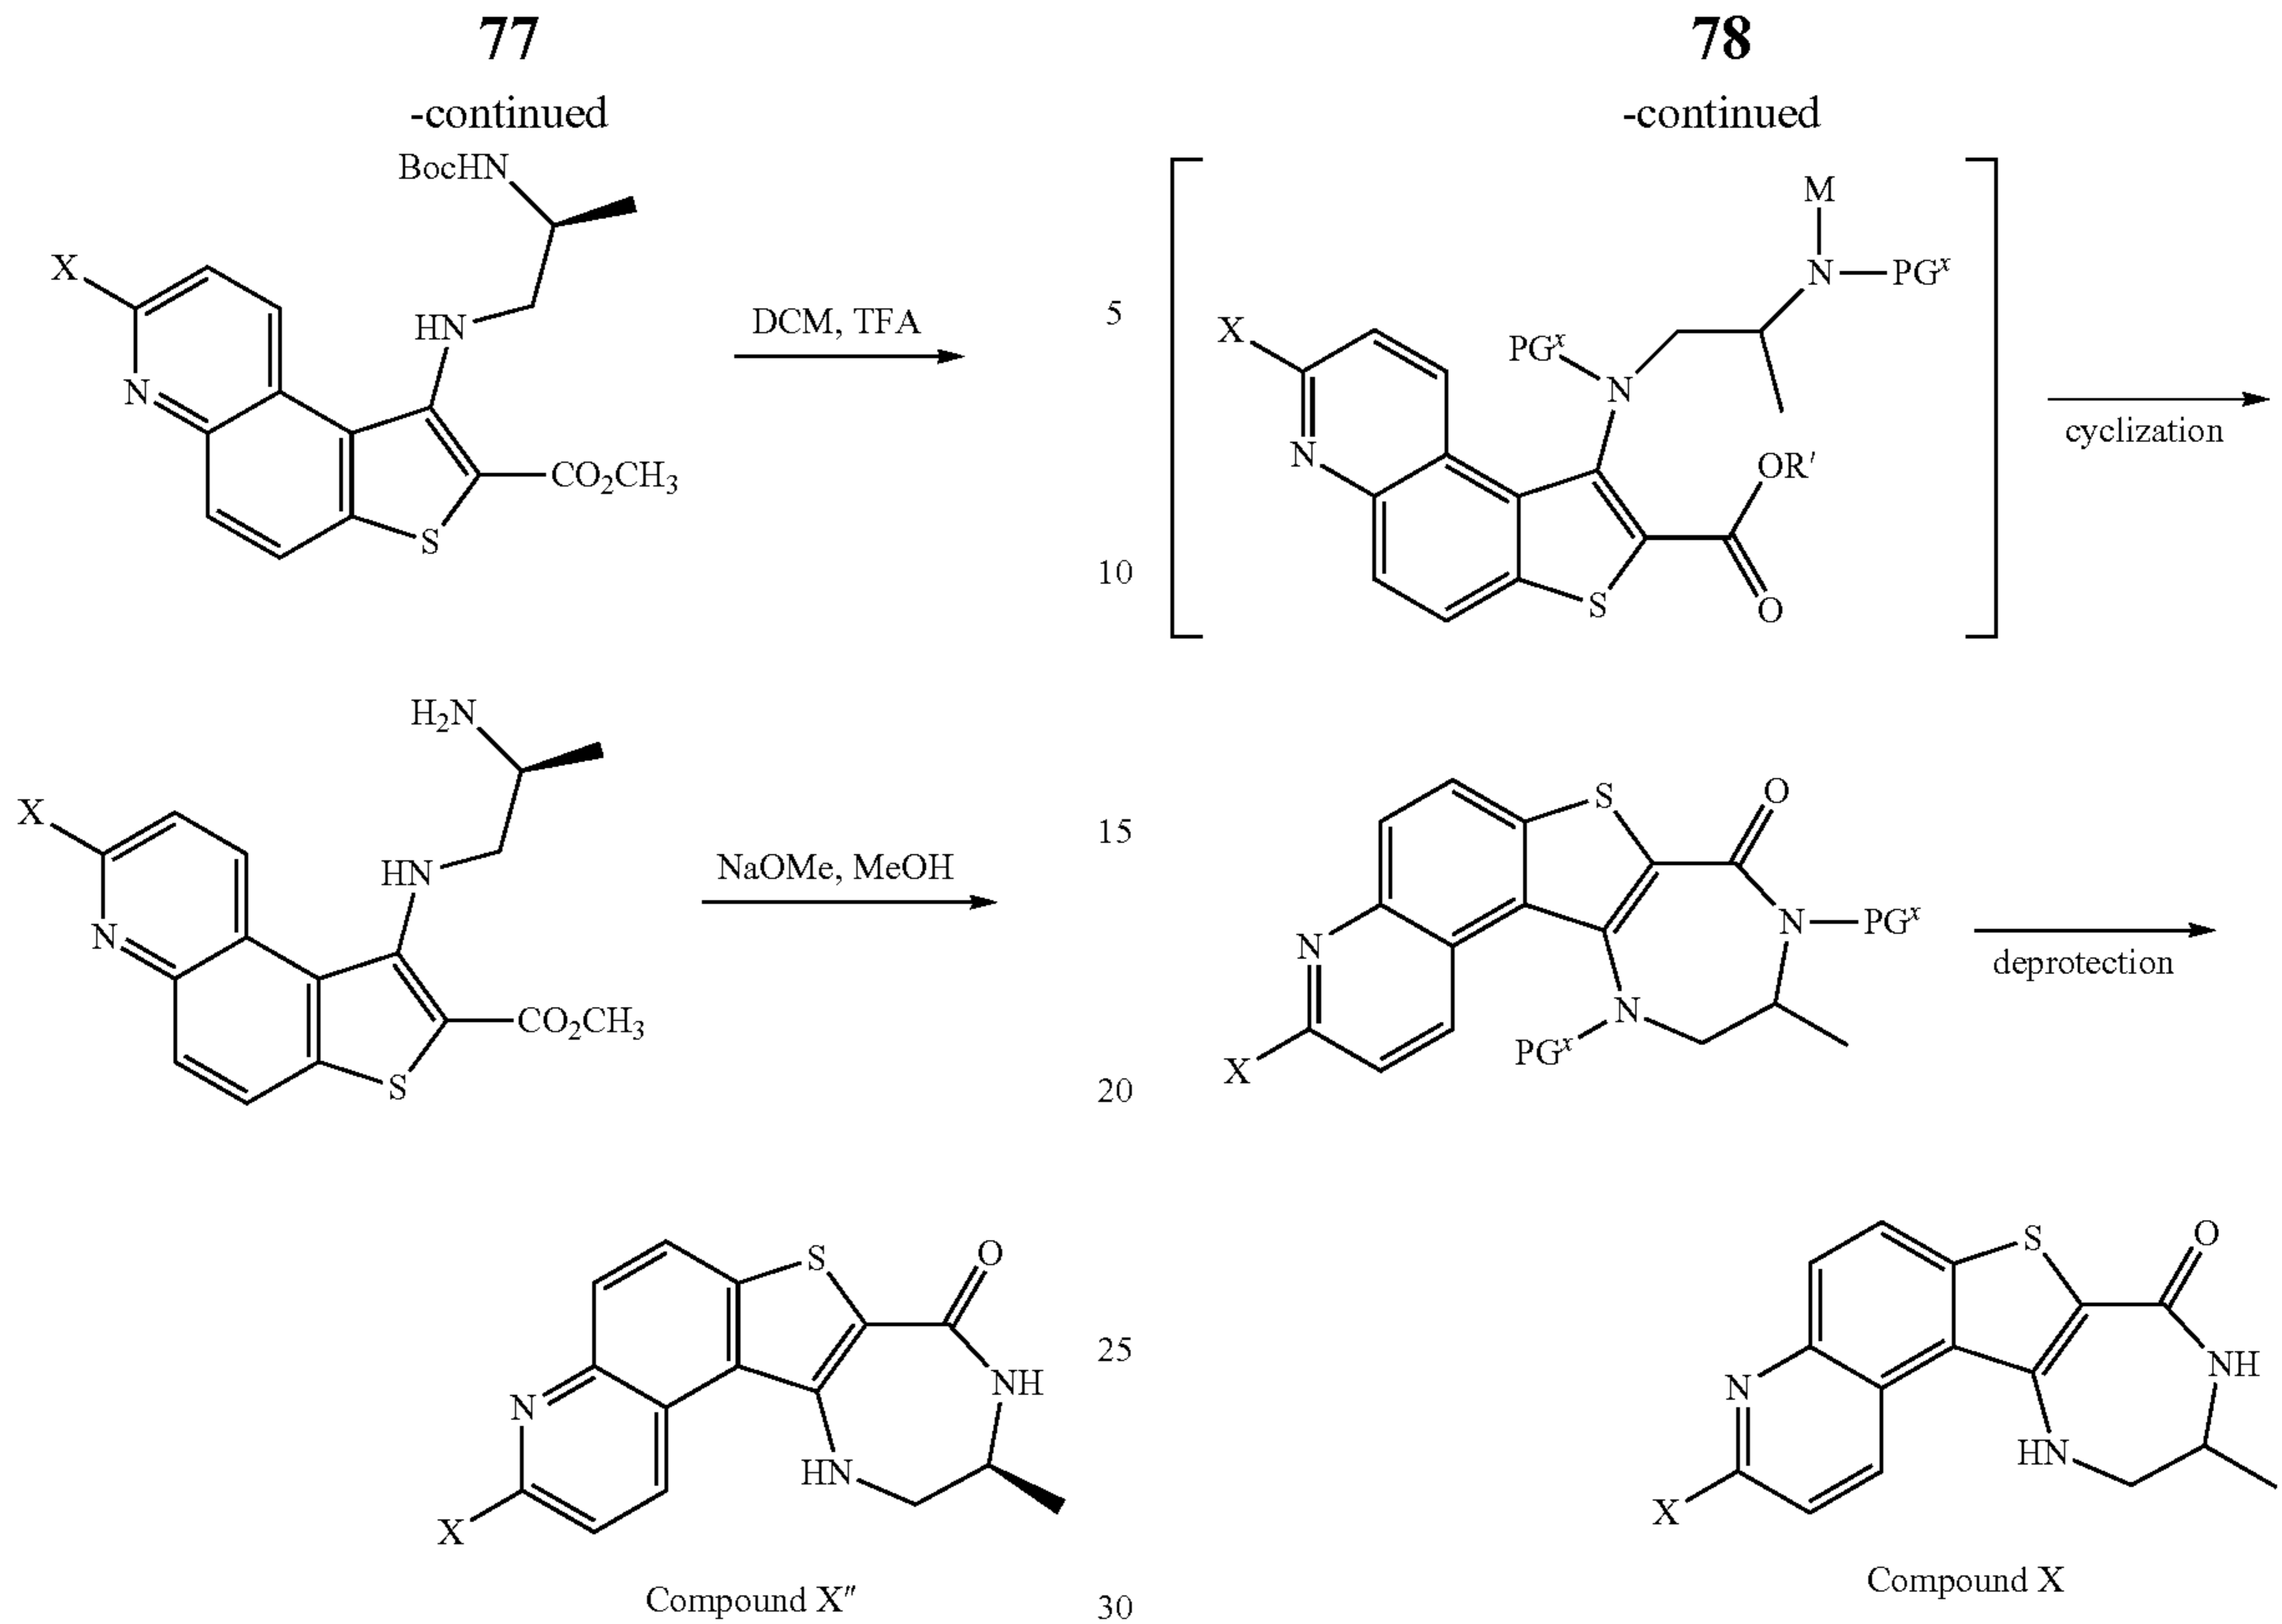 77
-continued
BocHN
X
HN
N
CO₂CH₃
S
DCM, TFA
H₂N
X
HN
N
CO₂CH₃
S
NaOMe, MeOH
S
O
NH
N
HN
X
Compound X″
5
10
15
20
25
30
78
-continued
M
N—PGˣ
X
PGˣ
N
N
OR′
S
O
cyclization
S
O
N—PGˣ
N
N
PGˣ
X
deprotection
S
O
NH
N
HN
X
Compound X